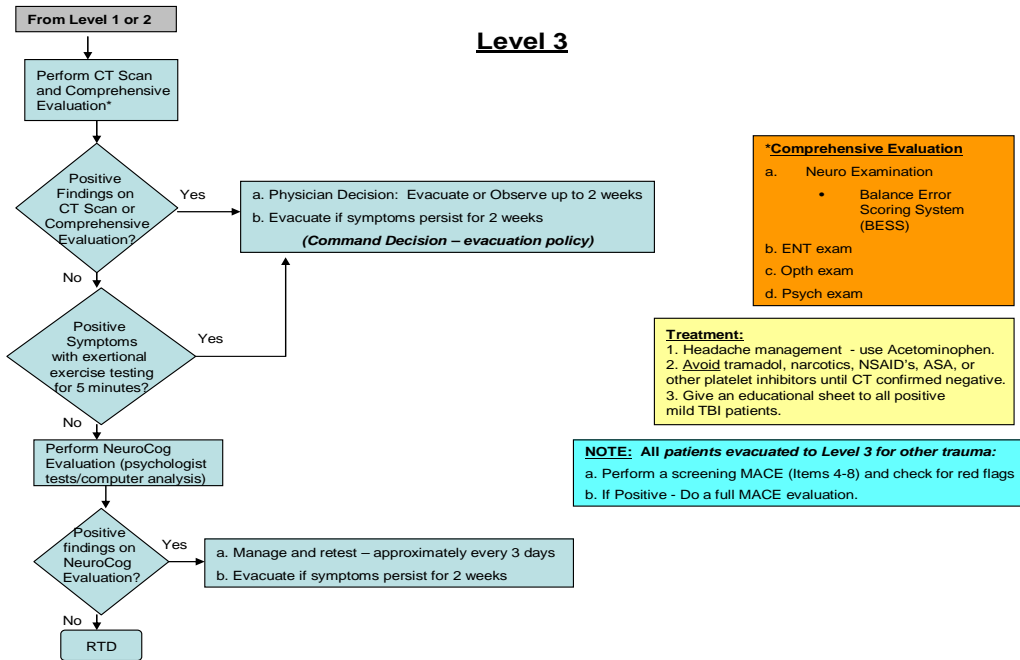 From Level 1 or 2
Level 3
Perform CT Scan
and Comprehensive
Evaluation*
Positive
Findings on
CT Scan or
Comprehensive
Evaluation?
Yes
No
a. Physician Decision: Evacuate or Observe up to 2 weeks
b. Evacuate if symptoms persist for 2 weeks
(Command Decision – evacuation policy)
Positive
Symptoms
with exertional
exercise testing
for 5 minutes?
Yes
No
Perform NeuroCog
Evaluation (psychologist
tests/computer analysis)
Positive
findings on
NeuroCog
Evaluation?
Yes
No
a. Manage and retest – approximately every 3 days
b. Evacuate if symptoms persist for 2 weeks
RTD
*Comprehensive Evaluation
a. Neuro Examination
• Balance Error
Scoring System
(BESS)
b. ENT exam
c. Opth exam
d. Psych exam
Treatment:
1. Headache management - use Acetominophen.
2. Avoid tramadol, narcotics, NSAID's, ASA, or
other platelet inhibitors until CT confirmed negative.
3. Give an educational sheet to all positive
mild TBI patients.
NOTE: All patients evacuated to Level 3 for other trauma:
a. Perform a screening MACE (Items 4-8) and check for red flags
b. If Positive - Do a full MACE evaluation.